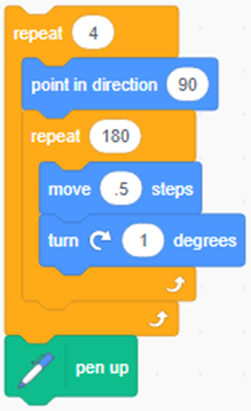 repeat 4
point in direction 90
repeat 180
move .5 steps
turn 1 degrees
pen up